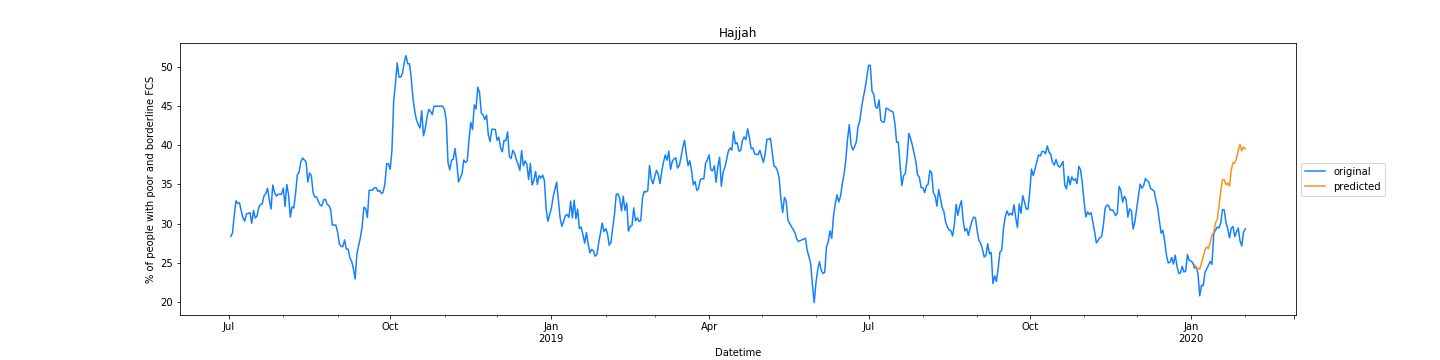 Hajjah
% of people with poor and borderline FCS
50
45
40
35
30
25
20
Jul
Oct
Jan
2019
Apr
Jul
Oct
Jan
2020
Datetime
original
predicted